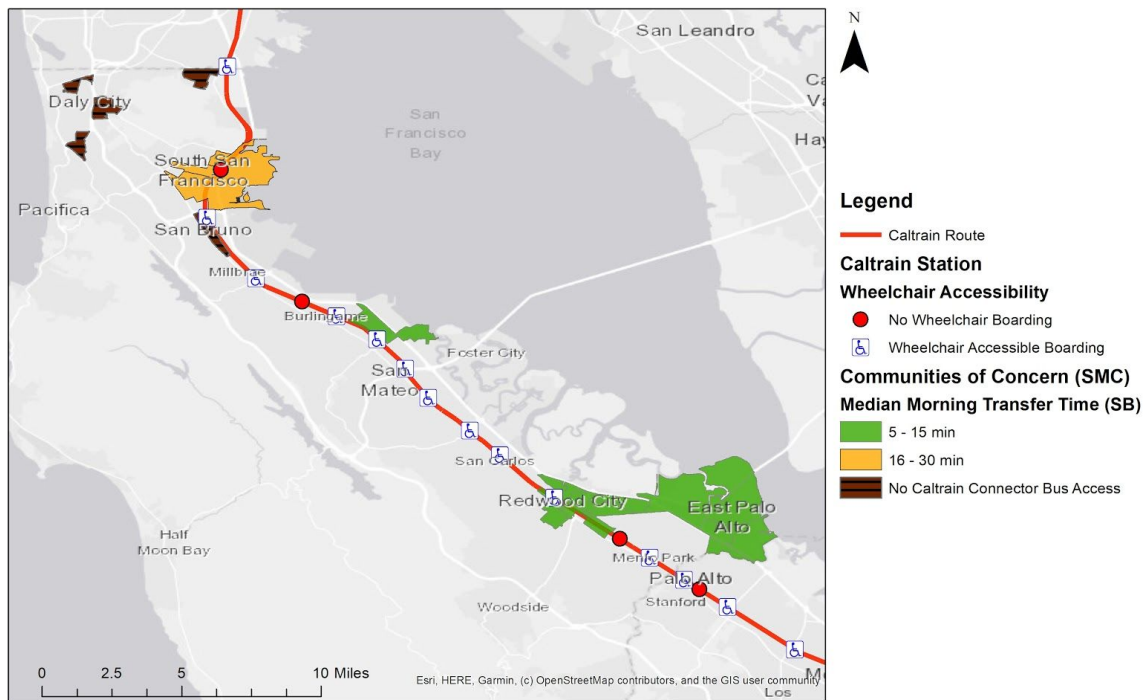 San Leandro
N
Daly City
San
Francisco
Bay
South San
Francisco
Pacifica
San Bruno
Millbrae
Burlingame
Foster City
San
Mateo
San Carlos
Redwood City
East Palo
Alto
Half
Moon Bay
Menlo Park
Palo Alto
Stanford
Woodside
Los
0 2.5 5 10 Miles
Esri, HERE, Garmin, (c) OpenStreetMap contributors, and the GIS user community
Legend
Caltrain Route
Caltrain Station
Wheelchair Accessibility
No Wheelchair Boarding
Wheelchair Accessible Boarding
Communities of Concern (SMC)
Median Morning Transfer Time (SB)
5 - 15 min
16 - 30 min
No Caltrain Connector Bus Access